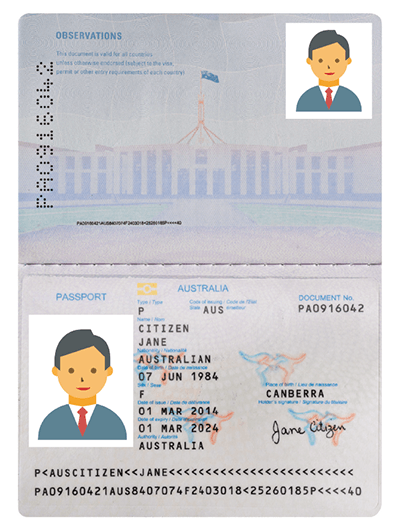 OBSERVATIONS
This document is valid for all countries
unless otherwise endorsed (subject to the visa
permit or other entry requirements of each country)
PA0916042
PA09160421AUS8407074F2403018<25260185P<<<<40
AUSTRALIA
PASSPORT
Type / Type
Code of issuing / Code de l'État
State émetteur
DOCUMENT No.
P
AUS
PA0916042
Name / Nom
CITIZEN
JANE
Nationality / Nationalité
AUSTRALIAN
Date of birth / Date de naissance
07 JUN 1984
Sex / Sexe
Place of birth / Lieu de naissance
F
CANBERRA
Date of issue / Date de délivrance
Holder's signature / Signature du titulaire
01 MAR 2014
Date of expiry / Date d'expiration
01 MAR 2024
Jane Citizen
Authority / Autorité
AUSTRALIA
P<AUSCITIZEN<<JANE<<<<<<<<<<<<<<<<<<<<<<<<<<
PA09160421AUS8407074F2403018<25260185P<<<<40